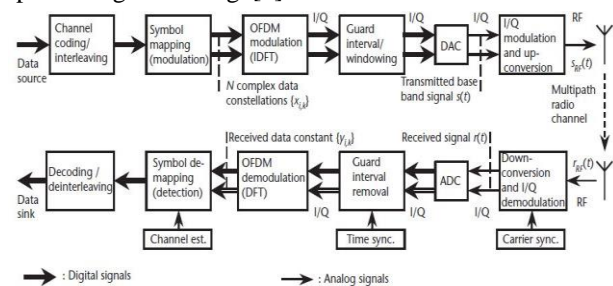 Channel
coding/
interleaving
Symbol
mapping
(modulation)
OFDM
modulation
(IDFT)
I/Q
Guard
interval/
windowing
I/Q
DAC
I/Q
I/Q
modulation
and up-
conversion
RF
s_RF(t)
Data
source
N complex data
constellations {x_i,k}
Transmitted base
band signal s(t)
Multipath
radio
channel
Received data constant {y_i,k}
Received signal r(t)
Decoding /
deinterleaving
Symbol de-
mapping
(detection)
OFDM
demodulation
(DFT)
I/Q
Guard
interval
removal
I/Q
ADC
I/Q
Down-
conversion
and I/Q
demodulation
r_RF(t)
RF
Data
sink
Channel est.
Time sync.
Carrier sync.
: Digital signals
: Analog signals